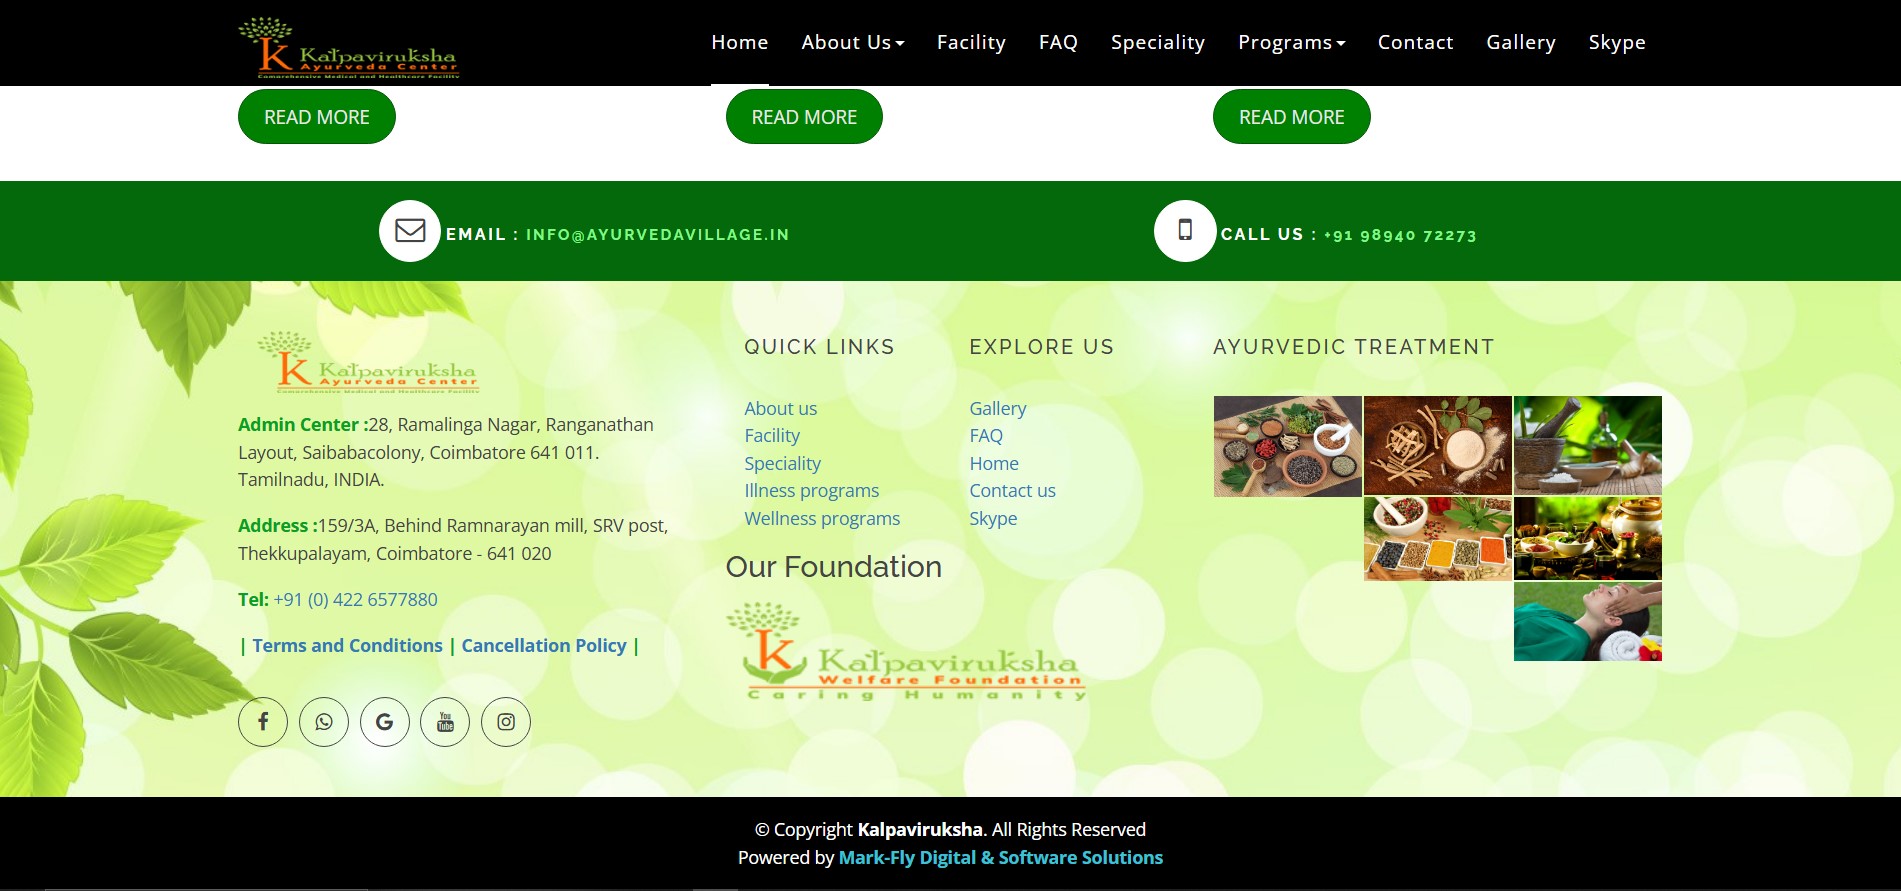 Kalpaviruksha
Ayurveda Center
Comprehensive Medical and Healthcare Facility
Home
About Us
Facility
FAQ
Speciality
Programs
Contact
Gallery
Skype
READ MORE
READ MORE
READ MORE
EMAIL : INFO@AYURVEDAVILLAGE.IN
CALL US : +91 98940 72273
Kalpaviruksha
Ayurveda Center
Comprehensive Medical and Healthcare Facility
Admin Center :28, Ramalinga Nagar, Ranganathan
Layout, Saibabacolony, Coimbatore 641 011.
Tamilnadu, INDIA.
Address :159/3A, Behind Ramnarayan mill, SRV post,
Thekkupalayam, Coimbatore - 641 020
Tel: +91 (0) 422 6577880
| Terms and Conditions | Cancellation Policy |
You
Tube
QUICK LINKS
About us
Facility
Speciality
Illness programs
Wellness programs
EXPLORE US
Gallery
FAQ
Home
Contact us
Skype
Our Foundation
Kalpaviruksha
Welfare Foundation
Caring Humanity
AYURVEDIC TREATMENT
© Copyright Kalpaviruksha. All Rights Reserved
Powered by Mark-Fly Digital & Software Solutions